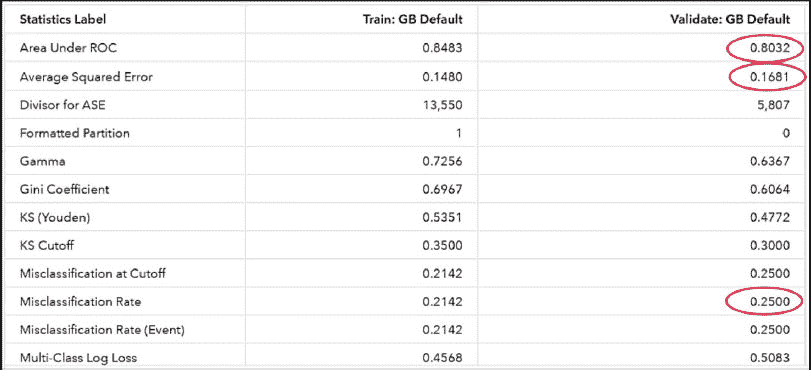 Statistics Label Train: GB Default Validate: GB Default
Area Under ROC 0.8483 0.8032
Average Squared Error 0.1480 0.1681
Divisor for ASE 13,550 5,807
Formatted Partition 1 0
Gamma 0.7256 0.6367
Gini Coefficient 0.6967 0.6064
KS (Youden) 0.5351 0.4772
KS Cutoff 0.3500 0.3000
Misclassification at Cutoff 0.2142 0.2500
Misclassification Rate 0.2142 0.2500
Misclassification Rate (Event) 0.2142 0.2500
Multi-Class Log Loss 0.4568 0.5083